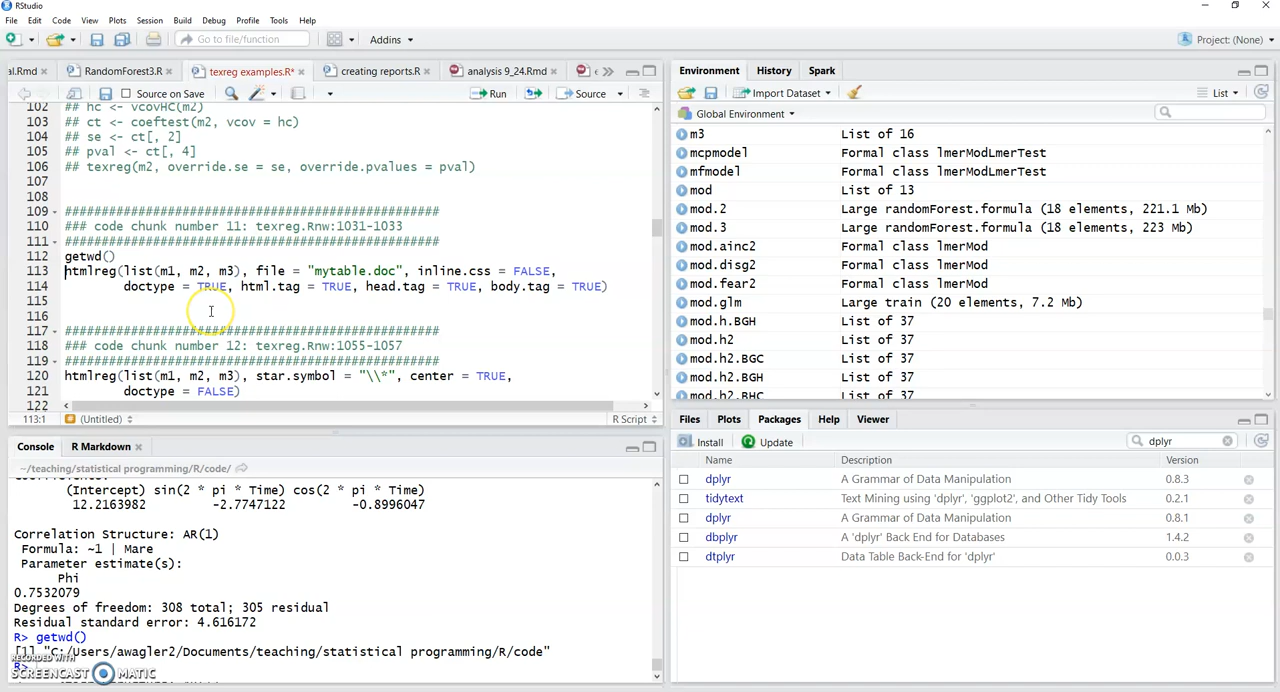 RStudio
File Edit Code View Plots Session Build Debug Profile Tools Help
Go to file/function Addins Project: (None)
al.Rmd RandomForest3.R texreg examples.R* creating reports.R analysis 9_24.Rmd
Source on Save Run Source
102 ## hc <- vcovHC(m2)
103 ## ct <- coeftest(m2, vcov = hc)
104 ## se <- ct[, 2]
105 ## pval <- ct[, 4]
106 ## texreg(m2, override.se = se, override.pvalues = pval)
107
108
109 ###################################################
110 ### code chunk number 11: texreg.Rnw:1031-1033
111 ###################################################
112 getwd()
113 htmlreg(list(m1, m2, m3), file = "mytable.doc", inline.css = FALSE,
114 doctype = TRUE, html.tag = TRUE, head.tag = TRUE, body.tag = TRUE)
115
116
117 ###################################################
118 ### code chunk number 12: texreg.Rnw:1055-1057
119 ###################################################
120 htmlreg(list(m1, m2, m3), star.symbol = "\\*", center = TRUE,
121 doctype = FALSE)
122
113:1 (Untitled) R Script
Console R Markdown
~/teaching/statistical programming/R/code/
(Intercept) sin(2 * pi * Time) cos(2 * pi * Time)
12.2163982 -2.7747122 -0.8996047
Correlation Structure: AR(1)
Formula: ~1 | Mare
Parameter estimate(s):
Phi
0.7532079
Degrees of freedom: 308 total; 305 residual
Residual standard error: 4.616172
R> getwd()
[1] "C:/Users/awagler2/Documents/teaching/statistical programming/R/code"
R>
RECORDED WITH
SCREENCAST MATIC
Environment History Spark
Import Dataset List
Global Environment
m3 List of 16
mcpmodel Formal class lmerModLmerTest
mfmodel Formal class lmerModLmerTest
mod List of 13
mod.2 Large randomForest.formula (18 elements, 221.1 Mb)
mod.3 Large randomForest.formula (18 elements, 223 Mb)
mod.ainc2 Formal class lmerMod
mod.disg2 Formal class lmerMod
mod.fear2 Formal class lmerMod
mod.glm Large train (20 elements, 7.2 Mb)
mod.h.BGH List of 37
mod.h2 List of 37
mod.h2.BGC List of 37
mod.h2.BGH List of 37
mod.h2.BHC List of 37
Files Plots Packages Help Viewer
Install Update dplyr
Name Description Version
dplyr A Grammar of Data Manipulation 0.8.3
tidytext Text Mining using 'dplyr', 'ggplot2', and Other Tidy Tools 0.2.1
dplyr A Grammar of Data Manipulation 0.8.1
dbplyr A 'dplyr' Back End for Databases 1.4.2
dtplyr Data Table Back-End for 'dplyr' 0.0.3